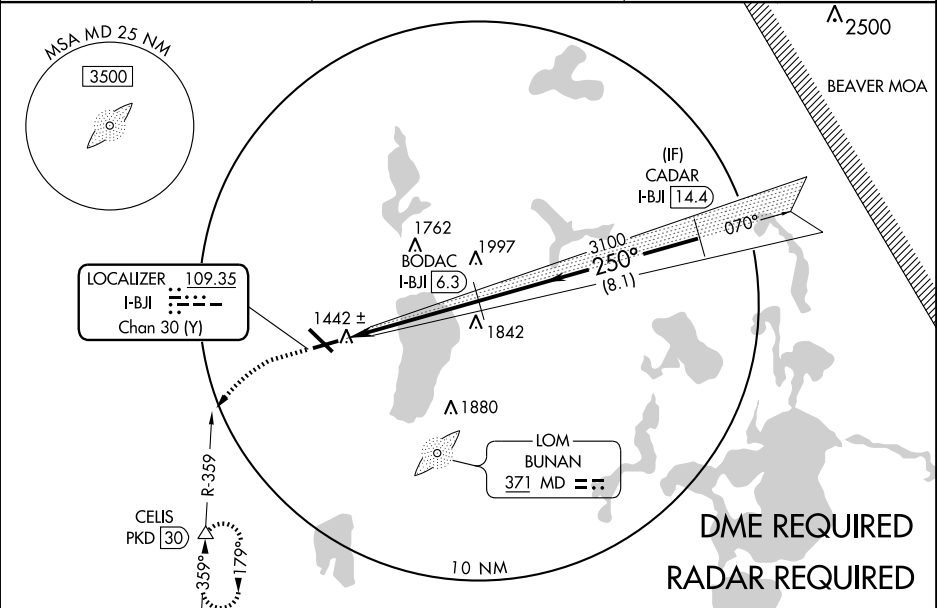 MSA MD 25 NM
3500
2500
BEAVER MOA
(IF)
CADAR
I-BJI 14.4
070°
1762
BODAC
I-BJI 6.3
1997
3100
250°
(8.1)
LOCALIZER 109.35
I-BJI
Chan 30 (Y)
1442 ±
1842
1880
LOM
BUNAN
371 MD
R-359
CELIS
PKD 30
359°
179°
10 NM
DME REQUIRED
RADAR REQUIRED